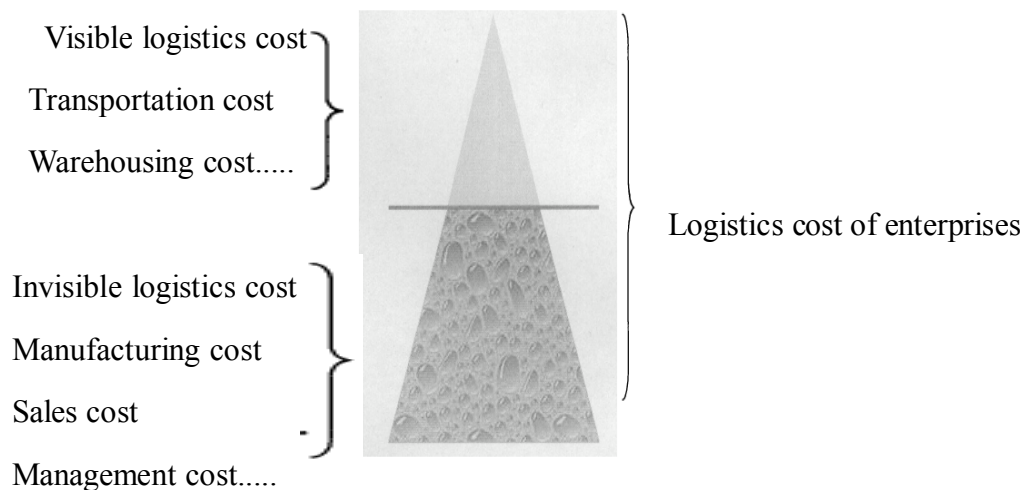 Visible logistics cost
Transportation cost
Warehousing cost.....
Logistics cost of enterprises
Invisible logistics cost
Manufacturing cost
Sales cost
Management cost.....